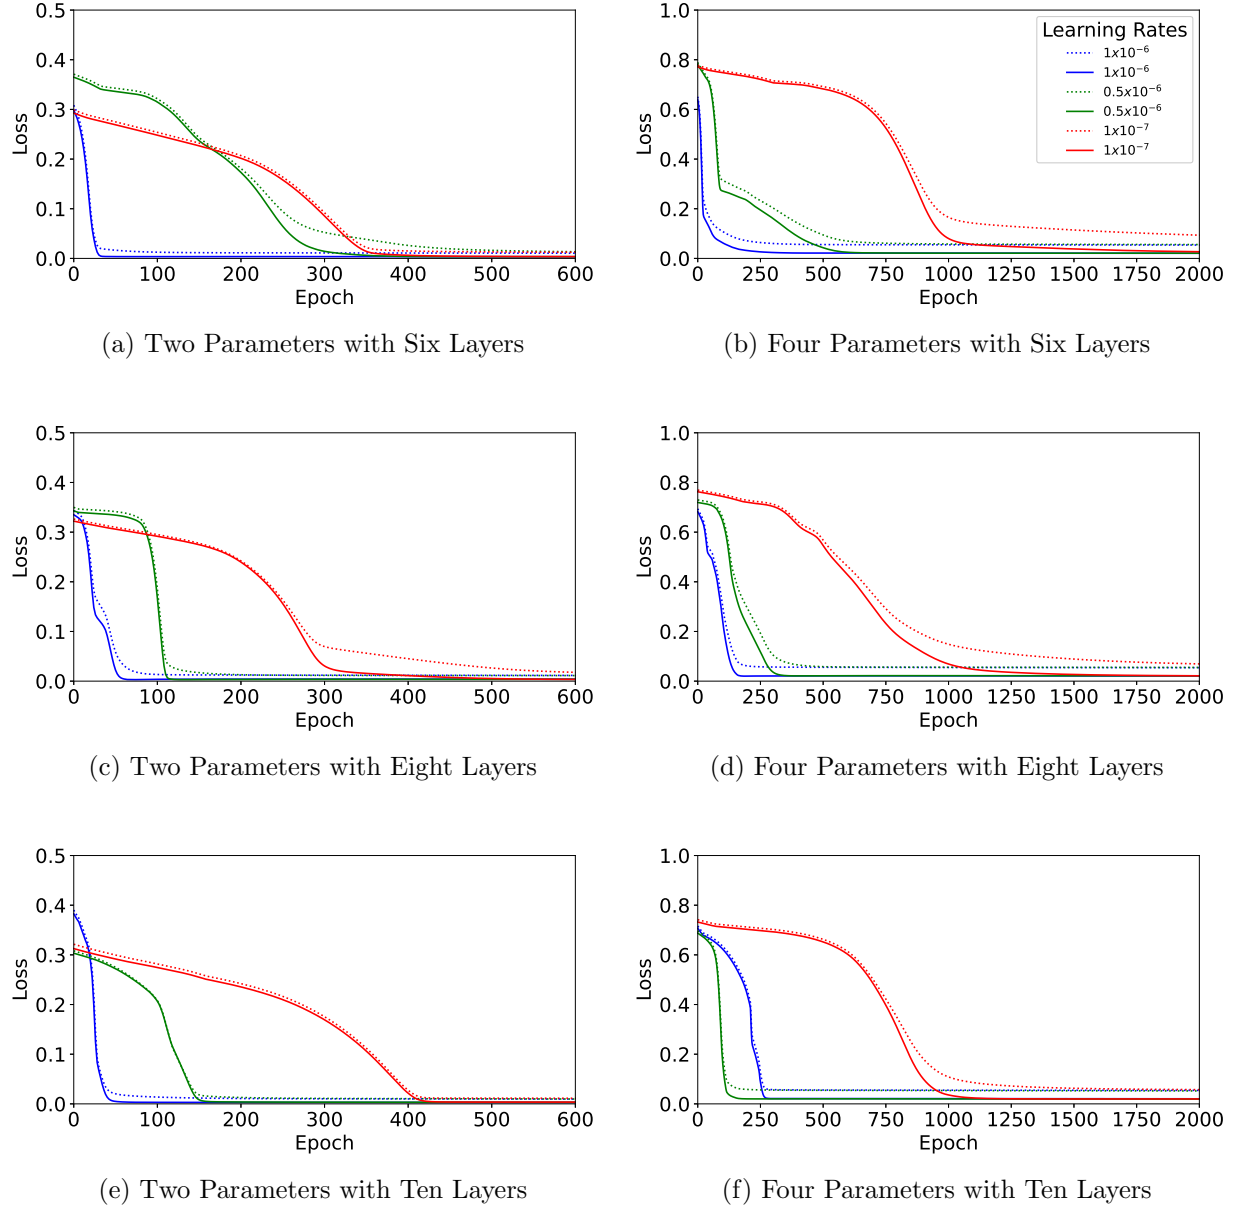 0.5
0.4
0.3
0.2
0.1
0.0
Loss
0 100 200 300 400 500 600
Epoch
(a) Two Parameters with Six Layers
1.0
0.8
0.6
0.4
0.2
0.0
Loss
0 250 500 750 1000 1250 1500 1750 2000
Epoch
Learning Rates
1x10⁻⁶
1x10⁻⁶
0.5x10⁻⁶
0.5x10⁻⁶
1x10⁻⁷
1x10⁻⁷
(b) Four Parameters with Six Layers
0.5
0.4
0.3
0.2
0.1
0.0
Loss
0 100 200 300 400 500 600
Epoch
(c) Two Parameters with Eight Layers
1.0
0.8
0.6
0.4
0.2
0.0
Loss
0 250 500 750 1000 1250 1500 1750 2000
Epoch
(d) Four Parameters with Eight Layers
0.5
0.4
0.3
0.2
0.1
0.0
Loss
0 100 200 300 400 500 600
Epoch
(e) Two Parameters with Ten Layers
1.0
0.8
0.6
0.4
0.2
0.0
Loss
0 250 500 750 1000 1250 1500 1750 2000
Epoch
(f) Four Parameters with Ten Layers